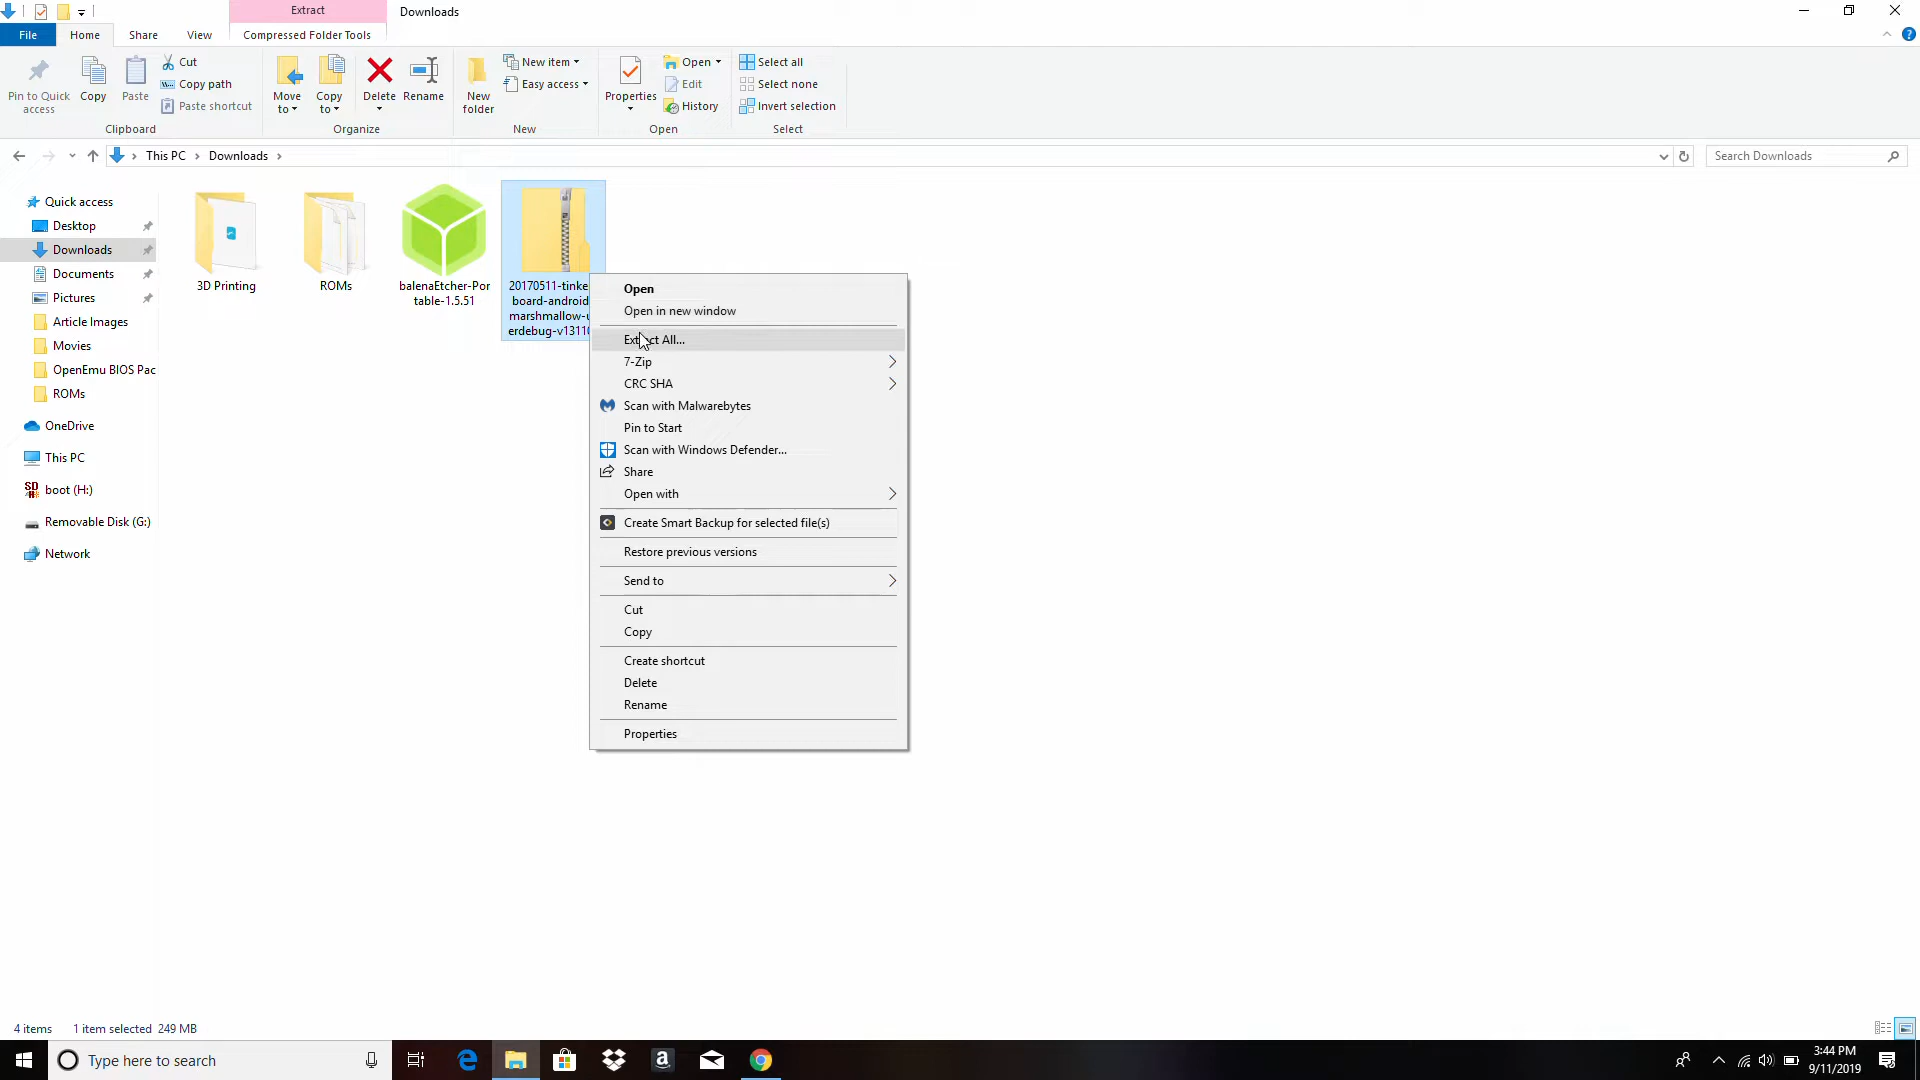 Extract
Downloads
File
Home
Share
View
Compressed Folder Tools
Pin to Quick
access
Copy
Paste
Cut
Copy path
Paste shortcut
Clipboard
Move
to
Copy
to
Delete
Rename
Organize
New
folder
New item
Easy access
New
Properties
Open
Edit
History
Open
Select all
Select none
Invert selection
Select
This PC
Downloads
Search Downloads
Quick access
Desktop
Downloads
Documents
Pictures
Article Images
Movies
OpenEmu BIOS Pac
ROMs
OneDrive
This PC
boot (H:)
Removable Disk (G:)
Network
3D Printing
ROMs
balenaEtcher-Por
table-1.5.51
20170511-tinke
board-android
marshmallow-u
erdebug-v1311
Open
Open in new window
Extract All...
7-Zip
CRC SHA
Scan with Malwarebytes
Pin to Start
Scan with Windows Defender...
Share
Open with
Create Smart Backup for selected file(s)
Restore previous versions
Send to
Cut
Copy
Create shortcut
Delete
Rename
Properties
4 items
1 item selected 249 MB
Type here to search
3:44 PM
9/11/2019